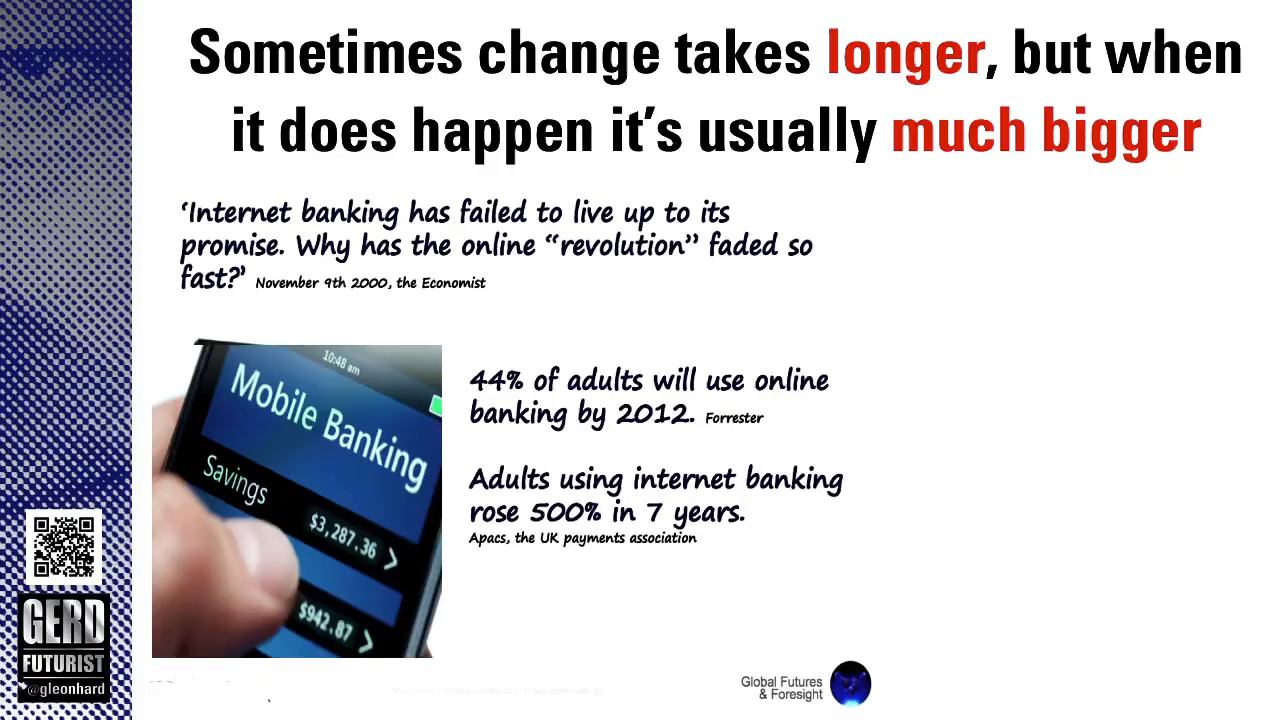 Sometimes change takes longer, but when
it does happen it's usually much bigger
‘Internet banking has failed to live up to its
promise. Why has the online “revolution” faded so
fast?’ November 9th 2000, the Economist
10:48 am
Mobile Banking
Savings
$3,287.36
$942.87
44% of adults will use online
banking by 2012. Forrester
Adults using internet banking
rose 500% in 7 years.
Apacs, the UK payments association
GERD
FUTURIST
@gleonhard
Global Futures
& Foresight